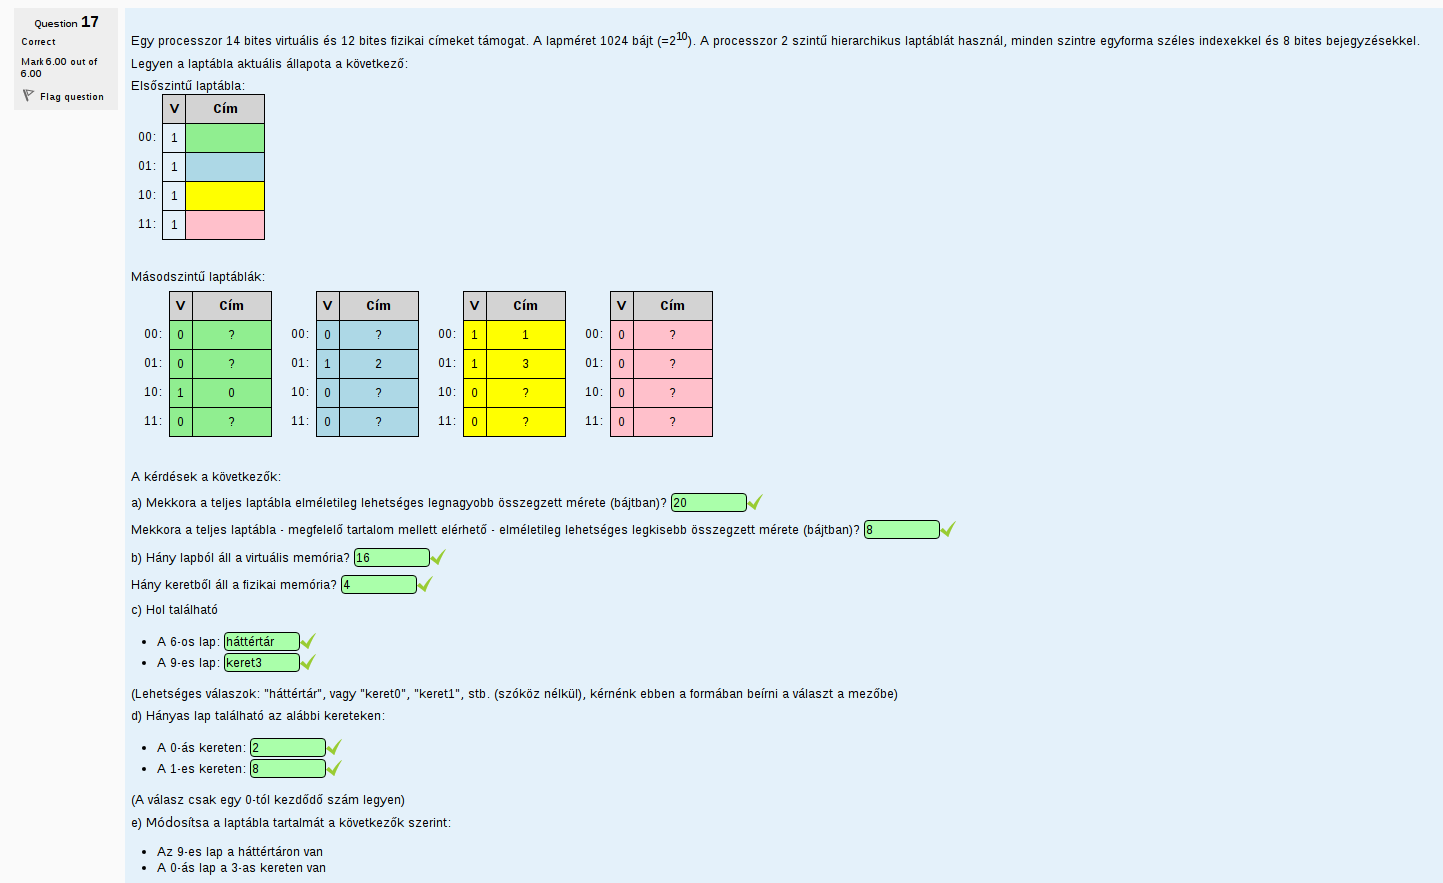 Question 17
Correct
Mark 6.00 out of
6.00
Flag question
Egy processzor 14 bites virtuális és 12 bites fizikai címeket támogat. A lapméret 1024 bájt (=2^10). A processzor 2 szintű hierarchikus laptáblát használ, minden szintre egyforma széles indexekkel és 8 bites bejegyzésekkel.
Legyen a laptábla aktuális állapota a következő:
Elsőszintű laptábla:
V Cím
00: 1
01: 1
10: 1
11: 1
Másodszintű laptáblák:
V Cím V Cím V Cím V Cím
00: 0 ? 00: 0 ? 00: 1 1 00: 0 ?
01: 0 ? 01: 1 2 01: 1 3 01: 0 ?
10: 1 0 10: 0 ? 10: 0 ? 10: 0 ?
11: 0 ? 11: 0 ? 11: 0 ? 11: 0 ?
A kérdések a következők:
a) Mekkora a teljes laptábla elméletileg lehetséges legnagyobb összegzett mérete (bájtban)? 20
Mekkora a teljes laptábla - megfelelő tartalom mellett elérhető - elméletileg lehetséges legkisebb összegzett mérete (bájtban)? 8
b) Hány lapból áll a virtuális memória? 16
Hány keretből áll a fizikai memória? 4
c) Hol található
• A 6-os lap: háttértár
• A 9-es lap: keret3
(Lehetséges válaszok: "háttértár", vagy "keret0", "keret1", stb. (szóköz nélkül), kérnénk ebben a formában beírni a választ a mezőbe)
d) Hányas lap található az alábbi kereteken:
• A 0-ás kereten: 2
• A 1-es kereten: 8
(A válasz csak egy 0-tól kezdődő szám legyen)
e) Módosítsa a laptábla tartalmát a következők szerint:
• Az 9-es lap a háttértáron van
• A 0-ás lap a 3-as kereten van